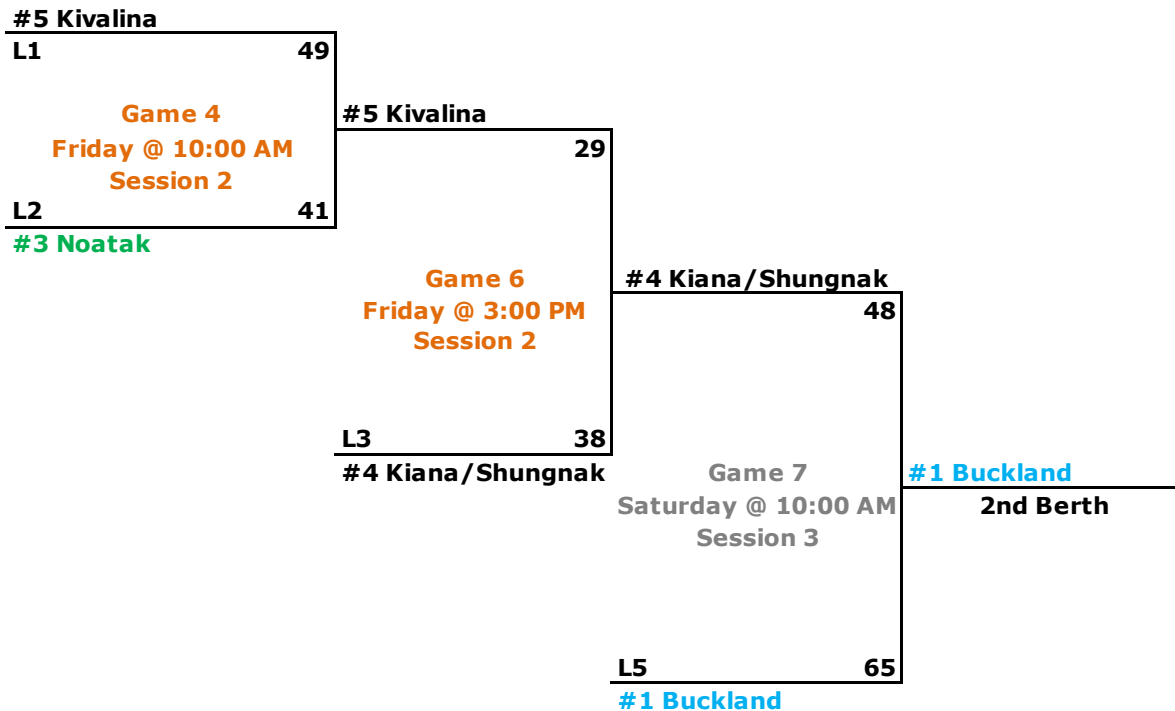 #5 Kivalina
L1 49
Game 4
Friday @ 10:00 AM
Session 2
L2 41
#3 Noatak
#5 Kivalina
29
Game 6
Friday @ 3:00 PM
Session 2
L3 38
#4 Kiana/Shungnak
#4 Kiana/Shungnak
48
Game 7
Saturday @ 10:00 AM
Session 3
L5 65
#1 Buckland
#1 Buckland
2nd Berth